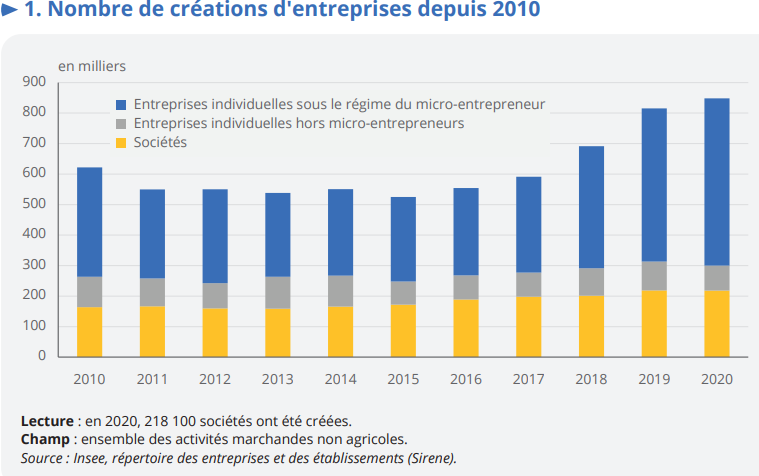 ► 1. Nombre de créations d'entreprises depuis 2010
en milliers
900
Entreprises individuelles sous le régime du micro-entrepreneur
800
Entreprises individuelles hors micro-entrepreneurs
700
Sociétés
600
500
400
300
200
100
0
2010 2011 2012 2013 2014 2015 2016 2017 2018 2019 2020
Lecture : en 2020, 218 100 sociétés ont été créées.
Champ : ensemble des activités marchandes non agricoles.
Source : Insee, répertoire des entreprises et des établissements (Sirene).